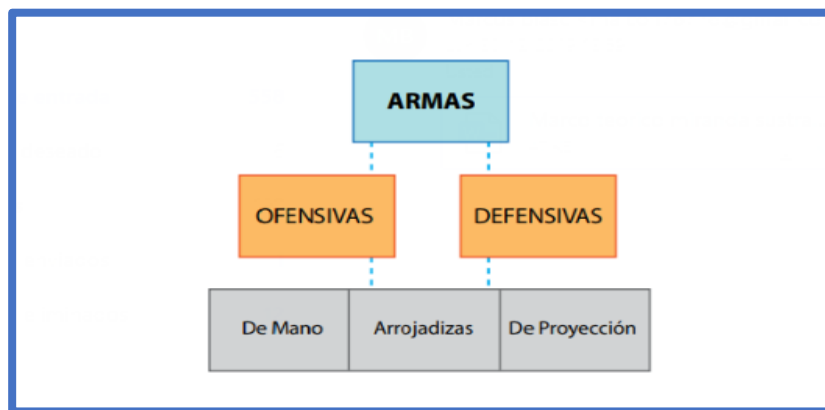 ARMAS
OFENSIVAS
DEFENSIVAS
De Mano
Arrojadizas
De Proyección